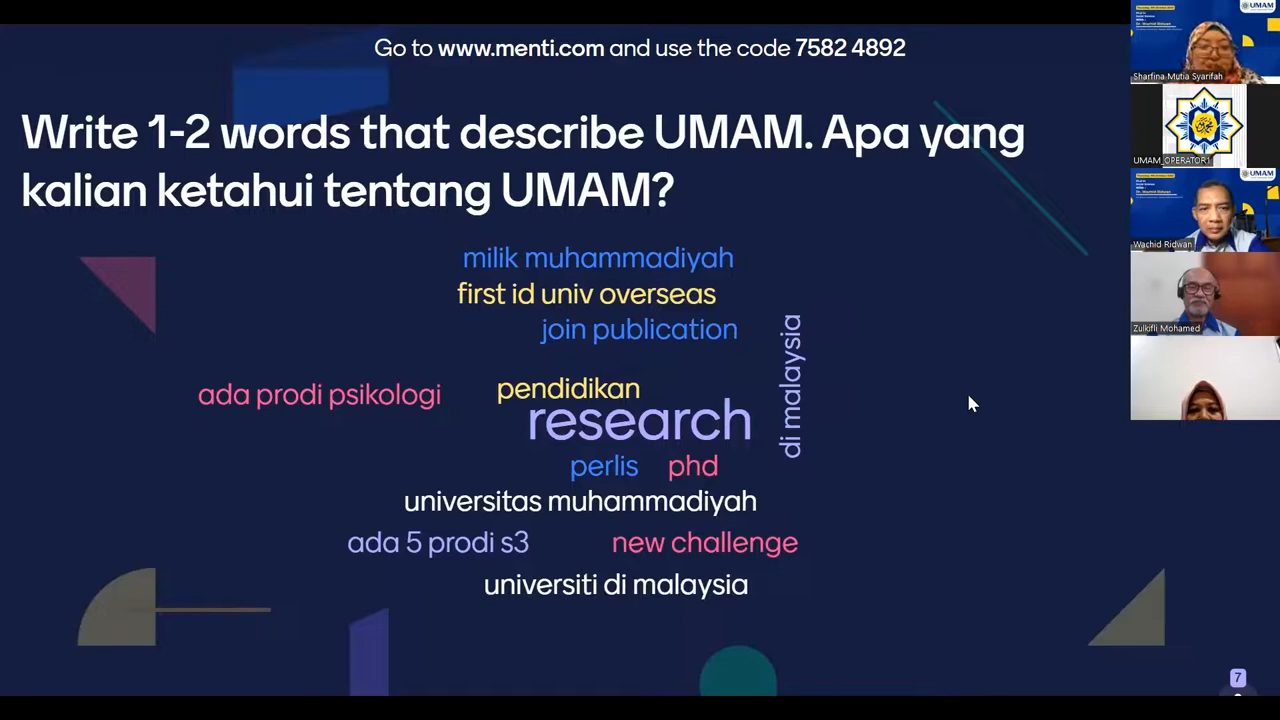 Go to www.menti.com and use the code 7582 4892
Write 1-2 words that describe UMAM. Apa yang
kalian ketahui tentang UMAM?
milik muhammadiyah
first id univ overseas
join publication
di malaysia
ada prodi psikologi
pendidikan
research
perlis
phd
universitas muhammadiyah
ada 5 prodi s3
new challenge
universiti di malaysia
7
UMAM
Sharfina Mutia Syarifah
UMAM_OPERATOR1
UMAM
Wachid Ridwan
Zulkifli Mohamed